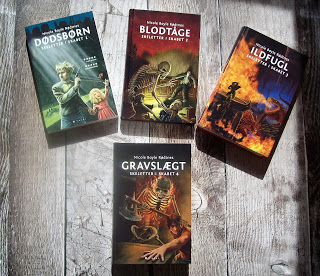 Nicole Boyle Rødtnes
DØDSBØRN
SKELETTER I SKABET 1
Nicole Boyle Rødtnes
BLODTÅGE
SKELETTER I SKABET 2
Nicole Boyle Rødtnes
ILDFUGL
SKELETTER I SKABET 3
Nicole Boyle Rødtnes
GRAVSLÆGT
SKELETTER I SKABET 4